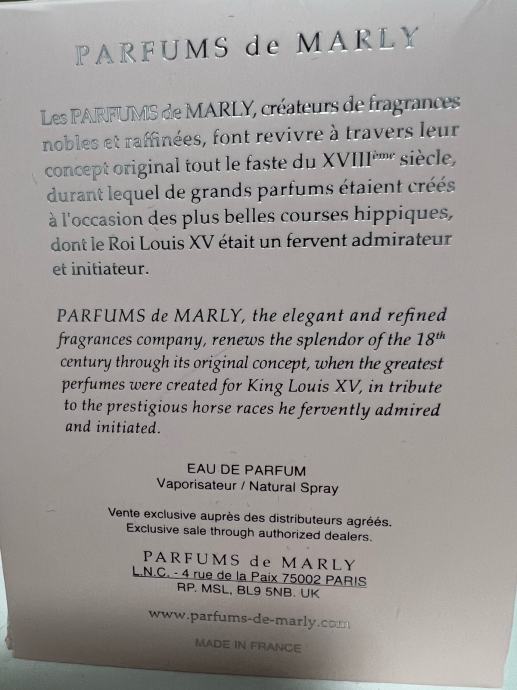 PARFUMS de MARLY
Les PARFUMS de MARLY, créateurs de fragrances
nobles et raffinées, font revivre à travers leur
concept original tout le faste du XVIIIème siècle,
durant lequel de grands parfums étaient créés
à l'occasion des plus belles courses hippiques,
dont le Roi Louis XV était un fervent admirateur
et initiateur.
PARFUMS de MARLY, the elegant and refined
fragrances company, renews the splendor of the 18th
century through its original concept, when the greatest
perfumes were created for King Louis XV, in tribute
to the prestigious horse races he fervently admired
and initiated.
EAU DE PARFUM
Vaporisateur / Natural Spray
Vente exclusive auprès des distributeurs agréés.
Exclusive sale through authorized dealers.
PARFUMS de MARLY
L.N.C. - 4 rue de la Paix 75002 PARIS
RP. MSL, BL9 5NB. UK
www.parfums-de-marly.com
MADE IN FRANCE